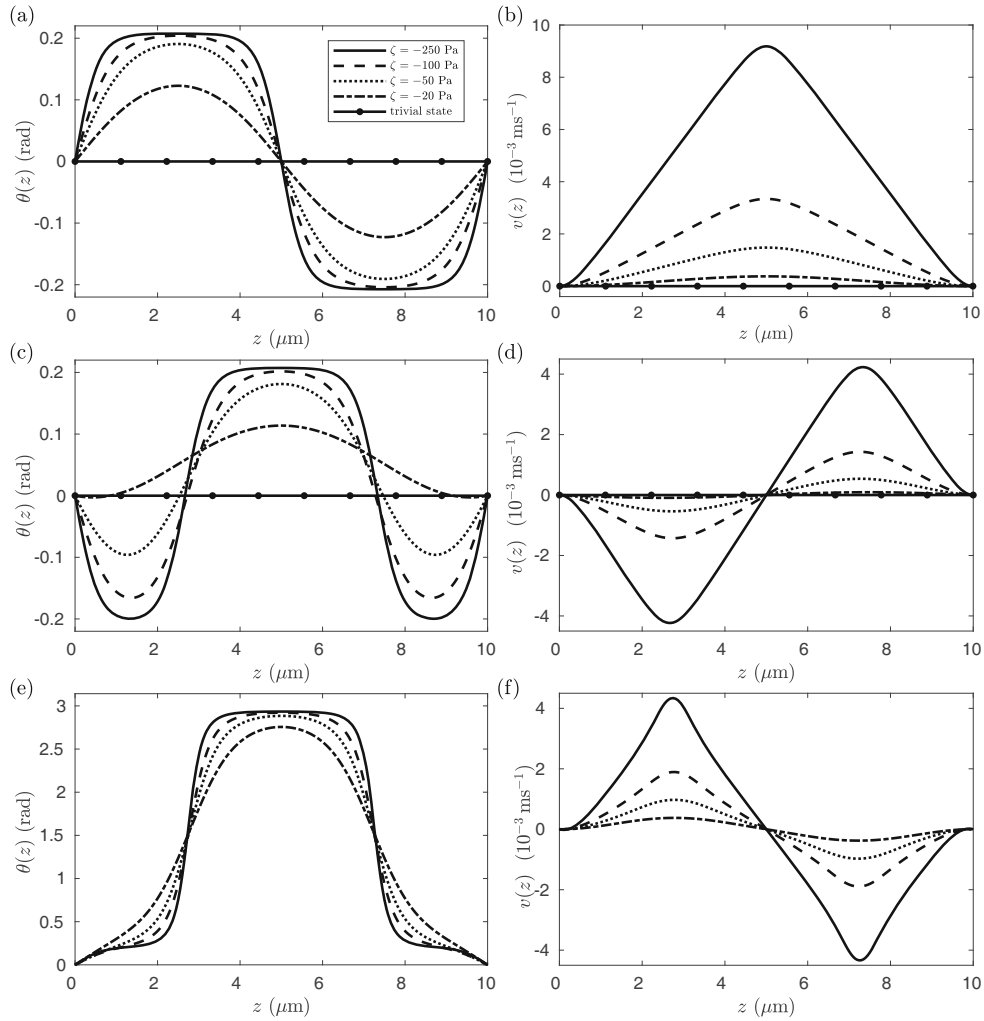 (a)
θ(z) (rad)
0.2
0.1
0
-0.1
-0.2
ζ = −250 Pa
ζ = −100 Pa
ζ = −50 Pa
ζ = −20 Pa
trivial state
0 2 4 6 8 10
z (μm)
(b)
v(z) (10⁻³ ms⁻¹)
10
8
6
4
2
0
0 2 4 6 8 10
z (μm)
(c)
θ(z) (rad)
0.2
0.1
0
-0.1
-0.2
0 2 4 6 8 10
z (μm)
(d)
v(z) (10⁻³ ms⁻¹)
4
2
0
-2
-4
0 2 4 6 8 10
z (μm)
(e)
θ(z) (rad)
3
2.5
2
1.5
1
0.5
0
0 2 4 6 8 10
z (μm)
(f)
v(z) (10⁻³ ms⁻¹)
4
2
0
-2
-4
0 2 4 6 8 10
z (μm)